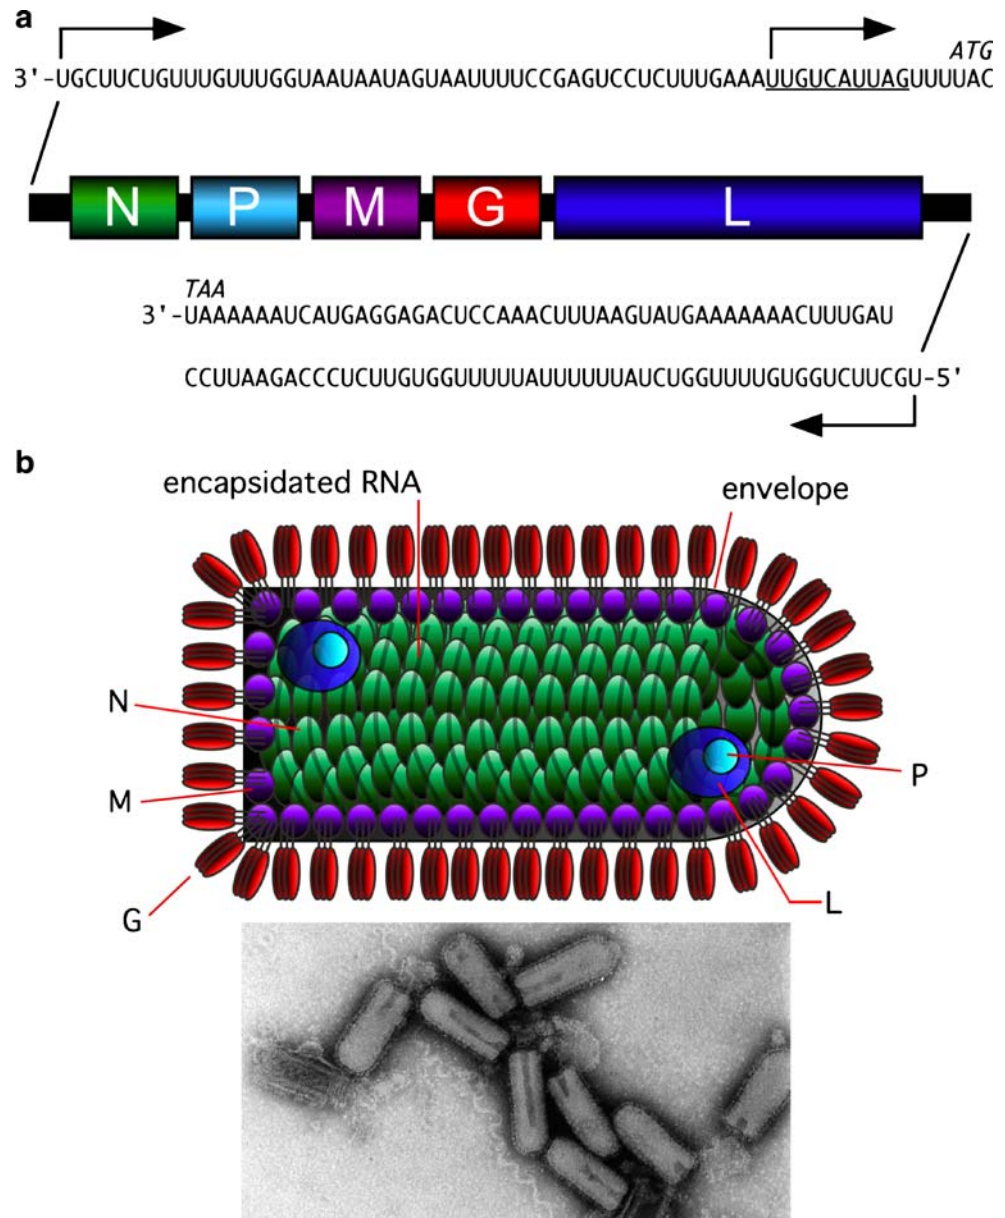 a
ATG
3'-UGCUUCUGUUUGUUUGGUAAUAAUAGUAAUUUUCCGAGUCCUCUUUGAAAUUGUCAUUAGUUUUAC
N P M G L
TAA
3'-UAAAAAAUCAUGAGGAGACUCCAAACUUUAAGUAUGAAAAAAACUUUGAU
CCUUAAGACCCUCUUGUGGUUUUUAUUUUUUAUCUGGUUUUGUGGUCUUCGU-5'
b
encapsidated RNA
envelope
N
P
M
L
G